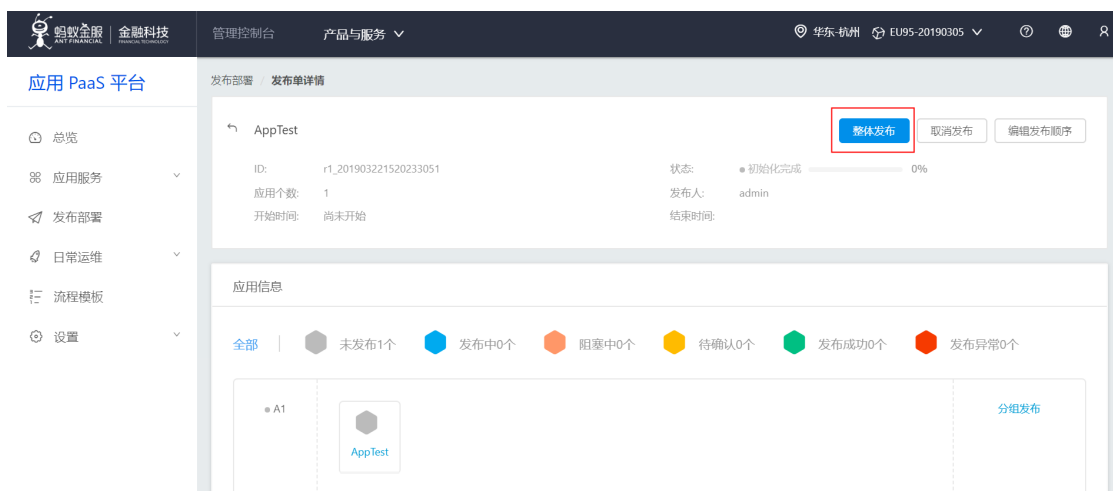 蚂蚁金服 金融科技 管理控制台 产品与服务 华东-杭州 EU95-20190305
ANT FINANCIAL FINANCIAL TECHNOLOGY
应用 PaaS 平台
总览
应用服务
发布部署
日常运维
流程模板
设置
发布部署 / 发布单详情
AppTest 整体发布 取消发布 编辑发布顺序
ID: r1_201903221520233051 状态: 初始化完成 0%
应用个数: 1 发布人: admin
开始时间: 尚未开始 结束时间:
应用信息
全部 未发布1个 发布中0个 阻塞中0个 待确认0个 发布成功0个 发布异常0个
A1 分组发布
AppTest